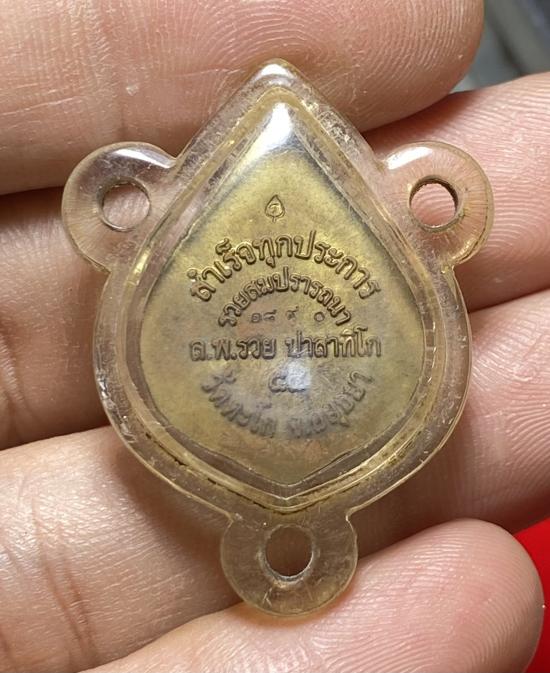 สำเร็จทุกประการ
รวยสมปรารถนา
๑๘๙๐
ล.พ.รวย ปาสาทิโก
วัดตะโก อยุธยา